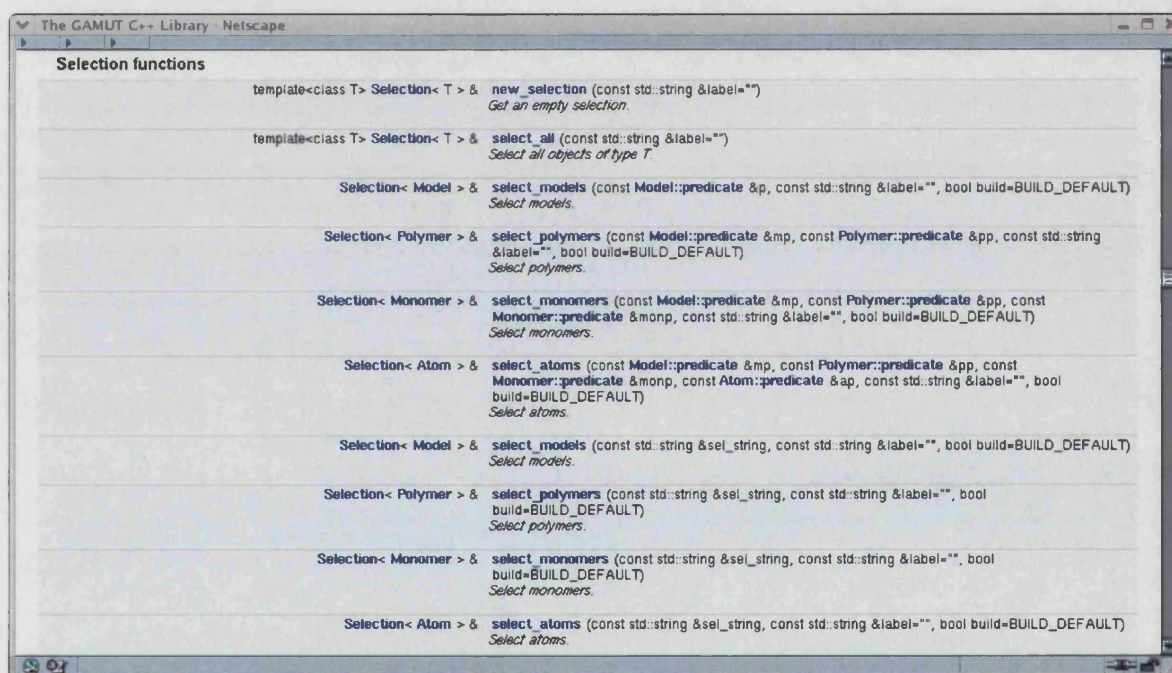 The GAMUT C++ Library - Netscape
Selection functions
template<class T> Selection< T > & new_selection (const std::string &label="")
Get an empty selection.
template<class T> Selection< T > & select_all (const std::string &label="")
Select all objects of type T.
Selection< Model > & select_models (const Model::predicate &p, const std::string &label="", bool build=BUILD_DEFAULT)
Select models.
Selection< Polymer > & select_polymers (const Model::predicate &mp, const Polymer::predicate &pp, const std::string
&label="", bool build=BUILD_DEFAULT)
Select polymers.
Selection< Monomer > & select_monomers (const Model::predicate &mp, const Polymer::predicate &pp, const
Monomer::predicate &monp, const std::string &label="", bool build=BUILD_DEFAULT)
Select monomers.
Selection< Atom > & select_atoms (const Model::predicate &mp, const Polymer::predicate &pp, const
Monomer::predicate &monp, const Atom::predicate &ap, const std::string &label="", bool
build=BUILD_DEFAULT)
Select atoms.
Selection< Model > & select_models (const std::string &sel_string, const std::string &label="", bool build=BUILD_DEFAULT)
Select models.
Selection< Polymer > & select_polymers (const std::string &sel_string, const std::string &label="", bool
build=BUILD_DEFAULT)
Select polymers.
Selection< Monomer > & select_monomers (const std::string &sel_string, const std::string &label="", bool
build=BUILD_DEFAULT)
Select monomers.
Selection< Atom > & select_atoms (const std::string &sel_string, const std::string &label="", bool build=BUILD_DEFAULT)
Select atoms.